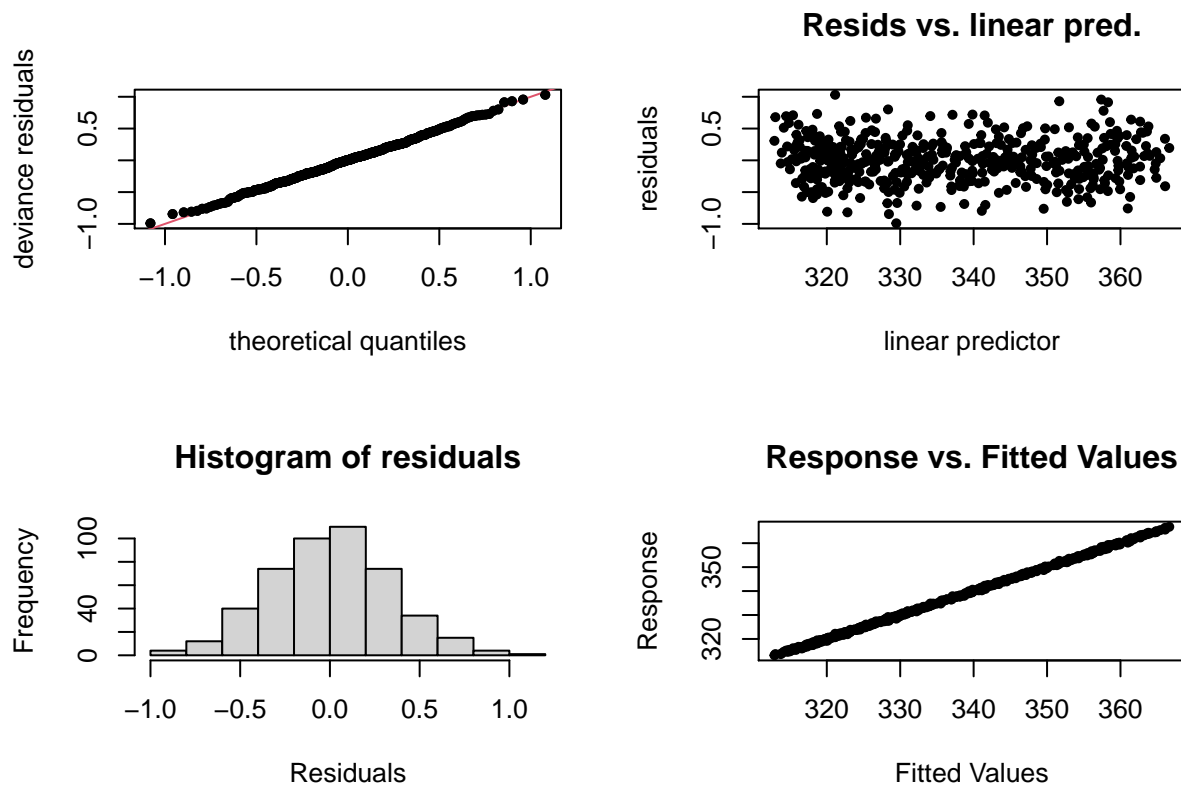 deviance residuals
−1.0 0.5
−1.0 −0.5 0.0 0.5 1.0
theoretical quantiles
Resids vs. linear pred.
residuals
−1.0 0.5
320 330 340 350 360
linear predictor
Histogram of residuals
Frequency
0 40 100
−1.0 −0.5 0.0 0.5 1.0
Residuals
Response vs. Fitted Values
Response
320 350
320 330 340 350 360
Fitted Values